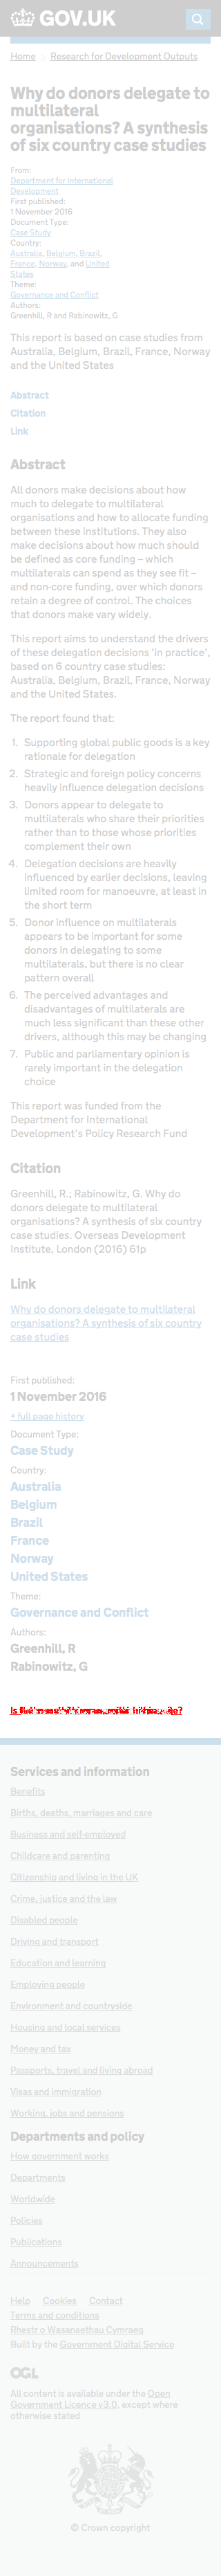 GOV.UK
Home Research for Development Outputs
Why do donors delegate to
multilateral
organisations? A synthesis
of six country case studies
From:
Department for International
Development
First published:
1 November 2016
Document Type:
Case Study
Country:
Australia, Belgium, Brazil,
France, Norway, and United
States
Theme:
Governance and Conflict
Authors:
Greenhill, R and Rabinowitz, G
This report is based on case studies from
Australia, Belgium, Brazil, France, Norway
and the United States
Abstract
Citation
Link
Abstract
All donors make decisions about how
much to delegate to multilateral
organisations and how to allocate funding
between these institutions. They also
make decisions about how much should
be defined as core funding – which
multilaterals can spend as they see fit –
and non-core funding, over which donors
retain a degree of control. The choices
that donors make vary widely.
This report aims to understand the drivers
of these delegation decisions ‘in practice’,
based on 6 country case studies:
Australia, Belgium, Brazil, France, Norway
and the United States.
The report found that:
1. Supporting global public goods is a key
rationale for delegation
2. Strategic and foreign policy concerns
heavily influence delegation decisions
3. Donors appear to delegate to
multilaterals who share their priorities
rather than to those whose priorities
complement their own
4. Delegation decisions are heavily
influenced by earlier decisions, leaving
limited room for manoeuvre, at least in
the short term
5. Donor influence on multilaterals
appears to be important for some
donors in delegating to some
multilaterals, but there is no clear
pattern overall
6. The perceived advantages and
disadvantages of multilaterals are
much less significant than these other
drivers, although this may be changing
7. Public and parliamentary opinion is
rarely important in the delegation
choice
This report was funded from the
Department for International
Development’s Policy Research Fund
Citation
Greenhill, R.; Rabinowitz, G. Why do
donors delegate to multilateral
organisations? A synthesis of six country
case studies. Overseas Development
Institute, London (2016) 61p
Link
Why do donors delegate to multilateral
organisations? A synthesis of six country
case studies
First published:
1 November 2016
+ full page history
Document Type:
Case Study
Country:
Australia
Belgium
Brazil
France
Norway
United States
Theme:
Governance and Conflict
Authors:
Greenhill, R
Rabinowitz, G
Services and information
Benefits
Births, deaths, marriages and care
Business and self-employed
Childcare and parenting
Citizenship and living in the UK
Crime, justice and the law
Disabled people
Driving and transport
Education and learning
Employing people
Environment and countryside
Housing and local services
Money and tax
Passports, travel and living abroad
Visas and immigration
Working, jobs and pensions
Departments and policy
How government works
Departments
Worldwide
Policies
Publications
Announcements
Help Cookies Contact
Terms and conditions
Rhestr o Wasanaethau Cymraeg
Built by the Government Digital Service
OGL
All content is available under the Open
Government Licence v3.0, except where
otherwise stated
© Crown copyright